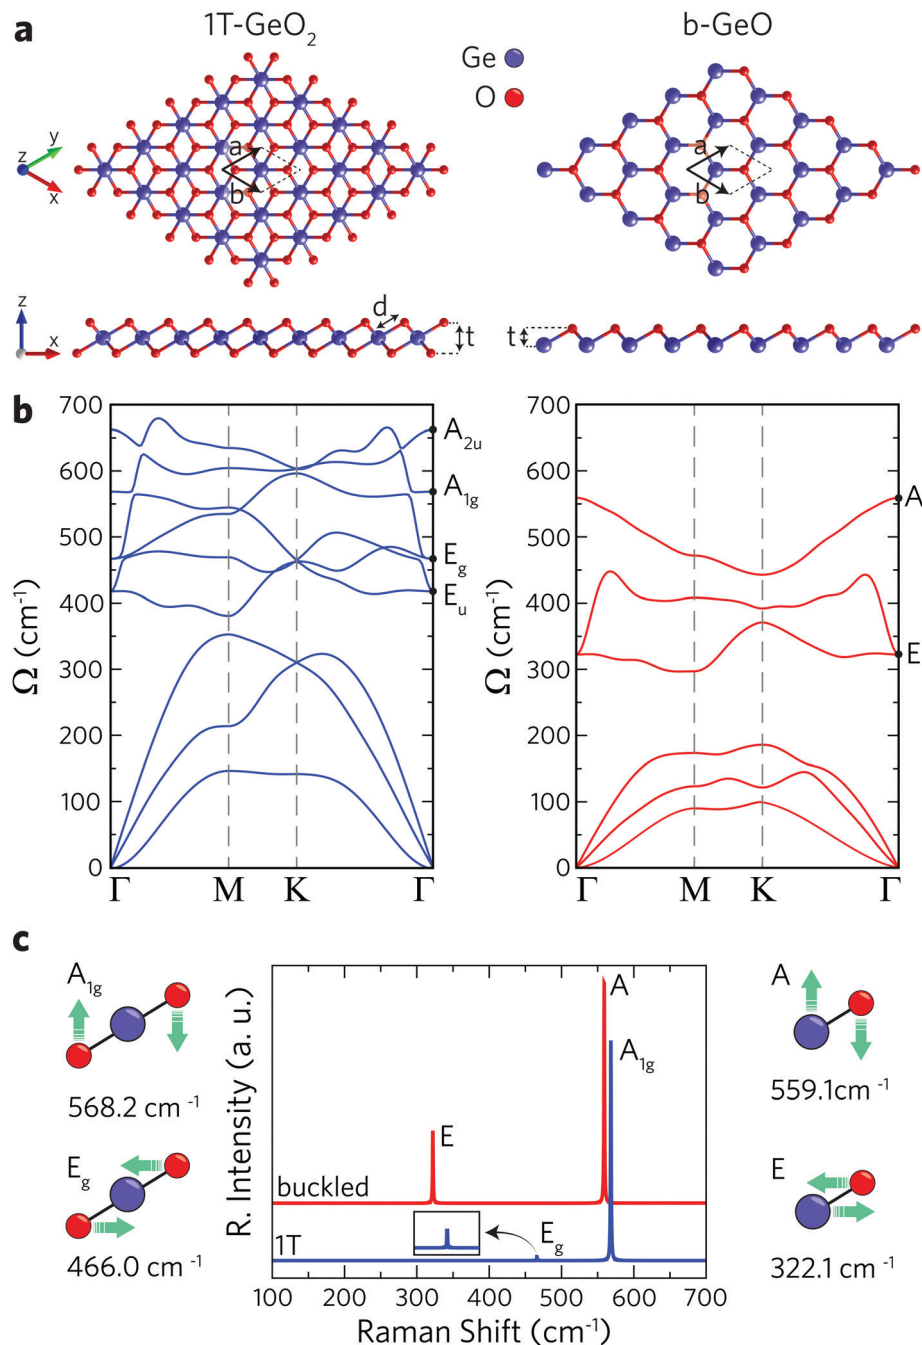 a
1T-GeO₂
b-GeO
Ge
O
z
y
x
a
b
a
b
z
x
d
t
t
b
700
600
500
400
300
200
100
0
Ω (cm⁻¹)
Γ M K Γ
A₂ᵤ
A₁g
Eg
Eᵤ
700
600
500
400
300
200
100
0
Ω (cm⁻¹)
Γ M K Γ
A
E
c
A₁g
568.2 cm ⁻¹
Eg
466.0 cm ⁻¹
R. Intensity (a. u.)
A
A₁g
E
buckled
Eg
1T
100 200 300 400 500 600 700
Raman Shift (cm⁻¹)
A
559.1cm ⁻¹
E
322.1 cm ⁻¹